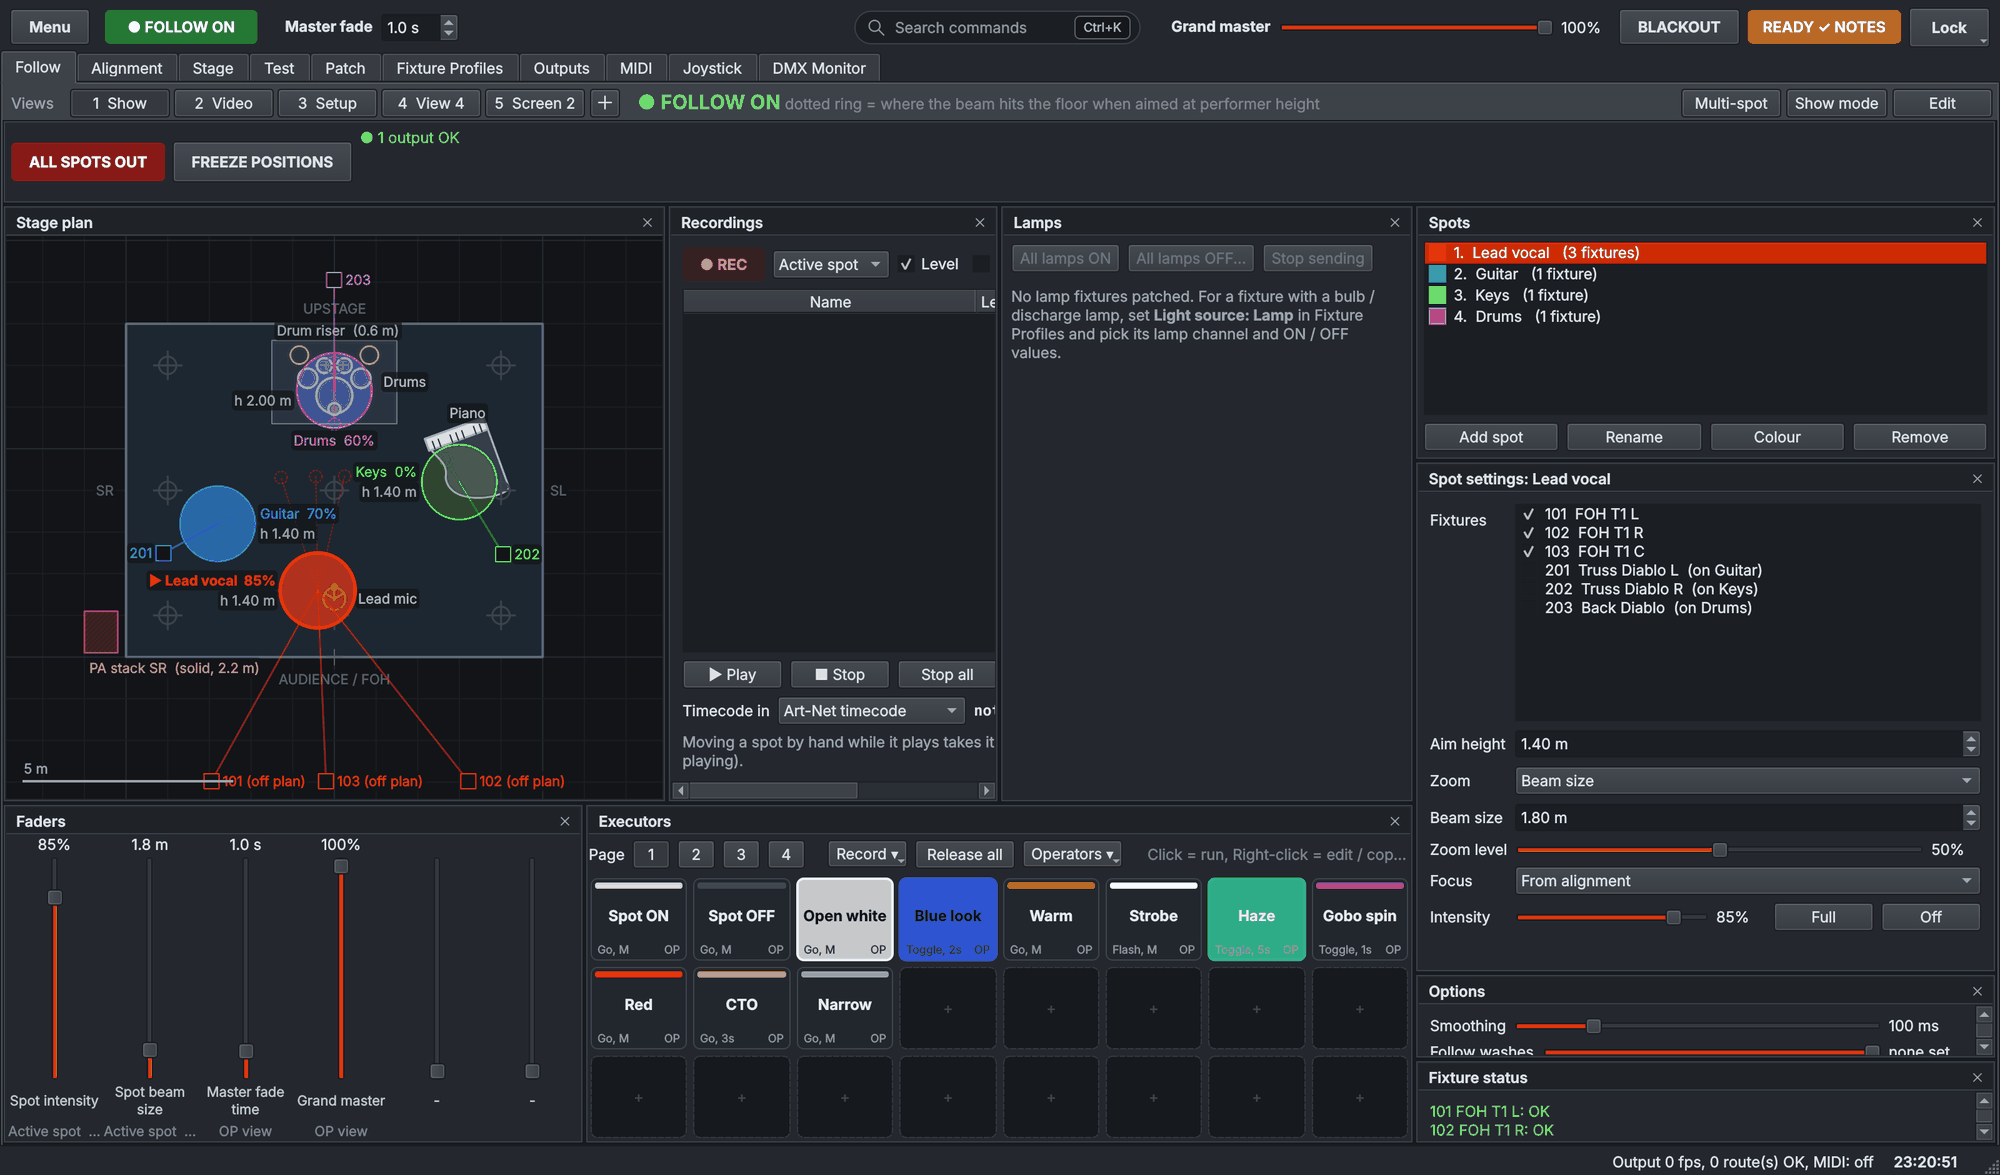 Menu
FOLLOW ON
Master fade 1.0 s
Search commands Ctrl+K
Grand master 100%
BLACKOUT
READY ✓ NOTES
Lock
Follow Alignment Stage Test Patch Fixture Profiles Outputs MIDI Joystick DMX Monitor
Views 1 Show 2 Video 3 Setup 4 View 4 5 Screen 2 +
FOLLOW ON dotted ring = where the beam hits the floor when aimed at performer height
Multi-spot Show mode Edit
ALL SPOTS OUT
FREEZE POSITIONS
1 output OK
Stage plan
203
UPSTAGE
Drum riser (0.6 m)
Drums
h 2.00 m
Drums 60%
Piano
Keys 0%
h 1.40 m
SR
SL
Guitar 70%
h 1.40 m
201
202
Lead vocal 85%
h 1.40 m
Lead mic
PA stack SR (solid, 2.2 m)
AUDIENCE / FOH
5 m
101 (off plan)
103 (off plan)
102 (off plan)
Recordings
REC
Active spot
✓ Level
Name
Le
Play
Stop
Stop all
Timecode in Art-Net timecode not
Moving a spot by hand while it plays takes it
playing).
Lamps
All lamps ON
All lamps OFF...
Stop sending
No lamp fixtures patched. For a fixture with a bulb /
discharge lamp, set Light source: Lamp in Fixture
Profiles and pick its lamp channel and ON / OFF
values.
Spots
1. Lead vocal (3 fixtures)
2. Guitar (1 fixture)
3. Keys (1 fixture)
4. Drums (1 fixture)
Add spot
Rename
Colour
Remove
Spot settings: Lead vocal
Fixtures
✓ 101 FOH T1 L
✓ 102 FOH T1 R
✓ 103 FOH T1 C
201 Truss Diablo L (on Guitar)
202 Truss Diablo R (on Keys)
203 Back Diablo (on Drums)
Aim height 1.40 m
Zoom Beam size
Beam size 1.80 m
Zoom level 50%
Focus From alignment
Intensity 85% Full Off
Options
Smoothing 100 ms
Follow washes none set
Fixture status
101 FOH T1 L: OK
102 FOH T1 R: OK
Faders
85% 1.8 m 1.0 s 100%
Spot intensity
Spot beam size
Master fade time
Grand master
-
-
Active spot ...
Active spot ...
OP view
OP view
Executors
Page 1 2 3 4 Record Release all Operators Click = run, Right-click = edit / cop...
Spot ON
Go, M OP
Spot OFF
Go, M OP
Open white
Go, M OP
Blue look
Toggle, 2s OP
Warm
Go, M OP
Strobe
Flash, M OP
Haze
Toggle, 5s OP
Gobo spin
Toggle, 1s OP
Red
Go, M OP
CTO
Go, 3s OP
Narrow
Go, M OP
+ + + + +
+ + + + + + + +
Output 0 fps, 0 route(s) OK, MIDI: off 23:20:51